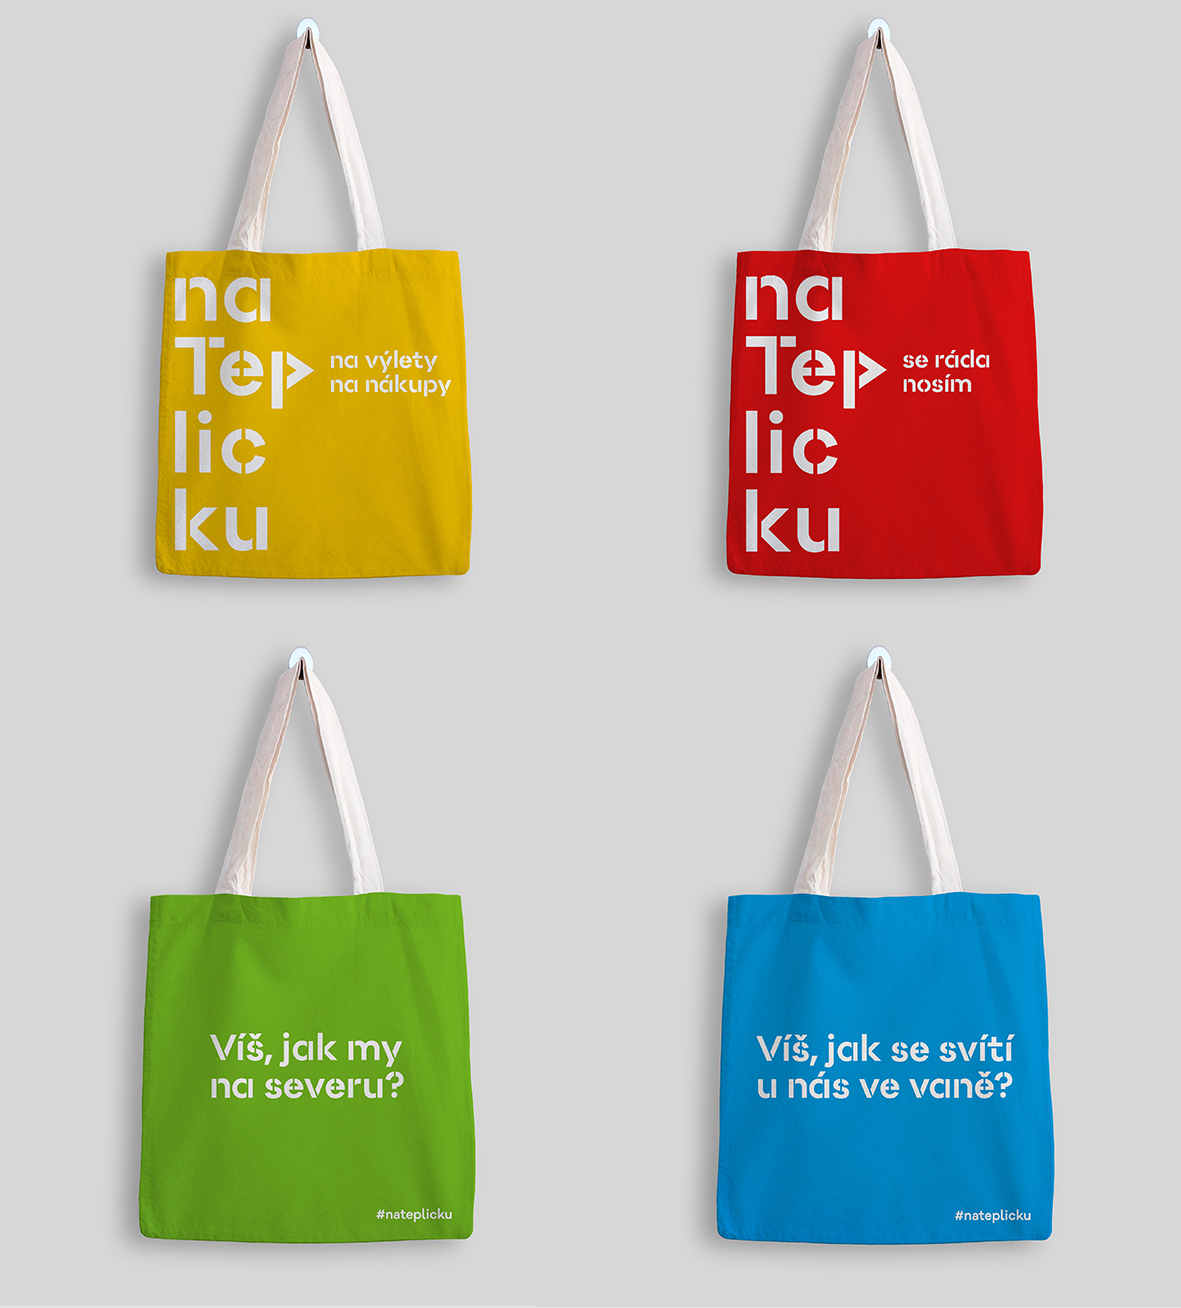 na
Tep
lic
ku
na výlety
na nákupy
na
Tep
lic
ku
se ráda
nosím
Víš, jak my
na severu?
#nateplicku
Víš, jak se svítí
u nás ve vaně?
#nateplicku